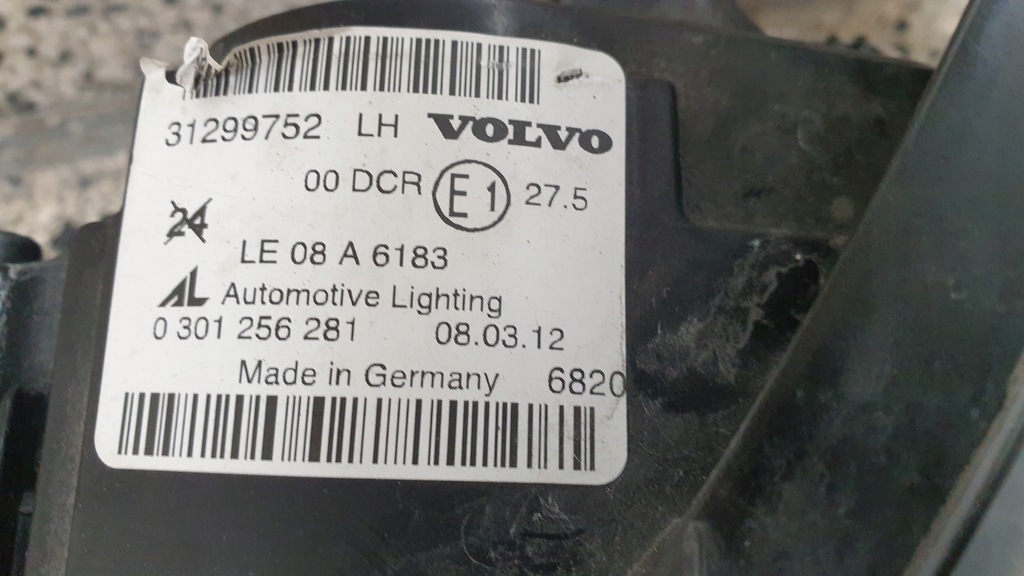 31299752 LH VOLVO
00 DCR E1 27.5
24
LE 08 A 6183
AL Automotive Lighting
0 301 256 281 08.03.12
Made in Germany 6820